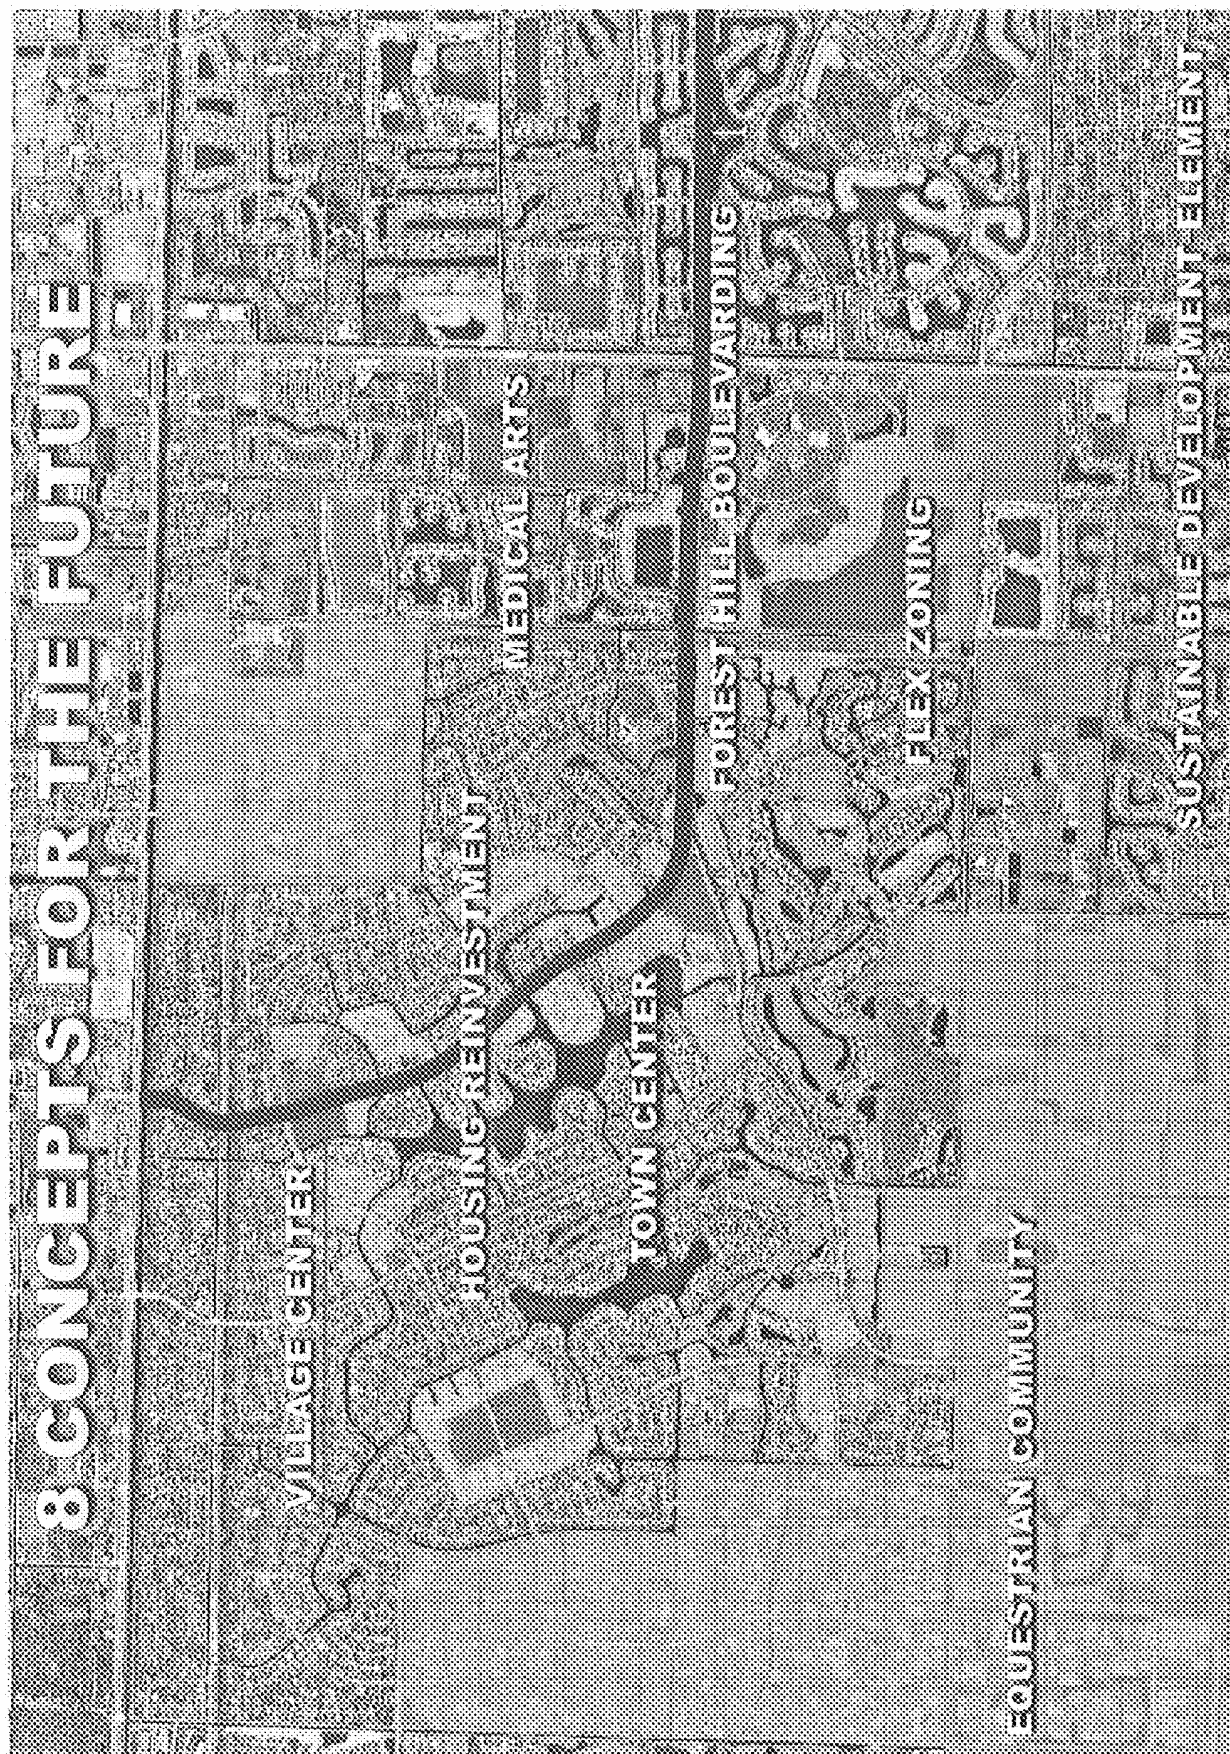 8 CONCEPTS FOR THE FUTURE
VILLAGE CENTER
HOUSING REINVESTMENT
MEDICAL ARTS
TOWN CENTER
FOREST HILL BOULEVARDING
FLEX ZONING
EQUESTRIAN COMMUNITY
SUSTAINABLE DEVELOPMENT ELEMENT